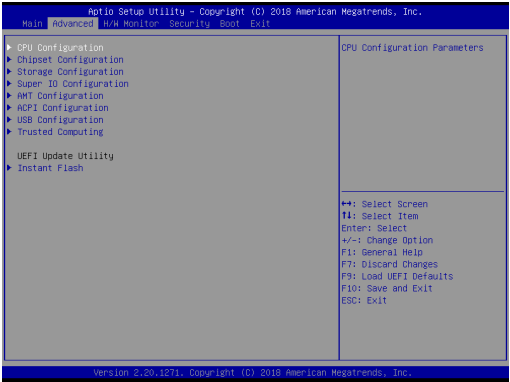 Aptio Setup Utility – Copyright (C) 2018 American Megatrends, Inc.
Main Advanced H/W Monitor Security Boot Exit
CPU Configuration
Chipset Configuration
Storage Configuration
Super IO Configuration
AMT Configuration
ACPI Configuration
USB Configuration
Trusted Computing
UEFI Update Utility
Instant Flash
CPU Configuration Parameters
↔: Select Screen
↑↓: Select Item
Enter: Select
+/-: Change Option
F1: General Help
F7: Discard Changes
F9: Load UEFI Defaults
F10: Save and Exit
ESC: Exit
Version 2.20.1271. Copyright (C) 2018 American Megatrends, Inc.